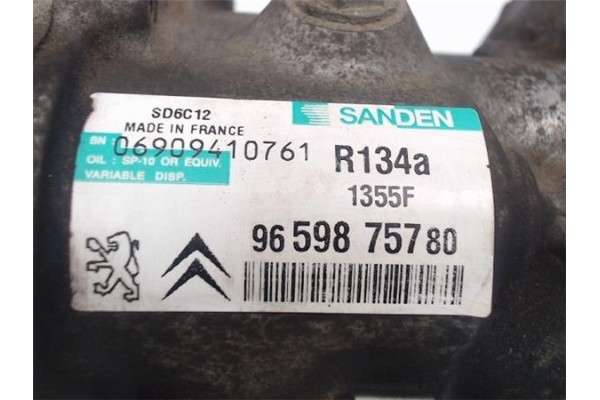 SD6C12
MADE IN FRANCE
SANDEN
SN 06909410761
OIL : SP-10 OR EQUIV.
VARIABLE DISP.
R134a
1355F
96 598 757 80